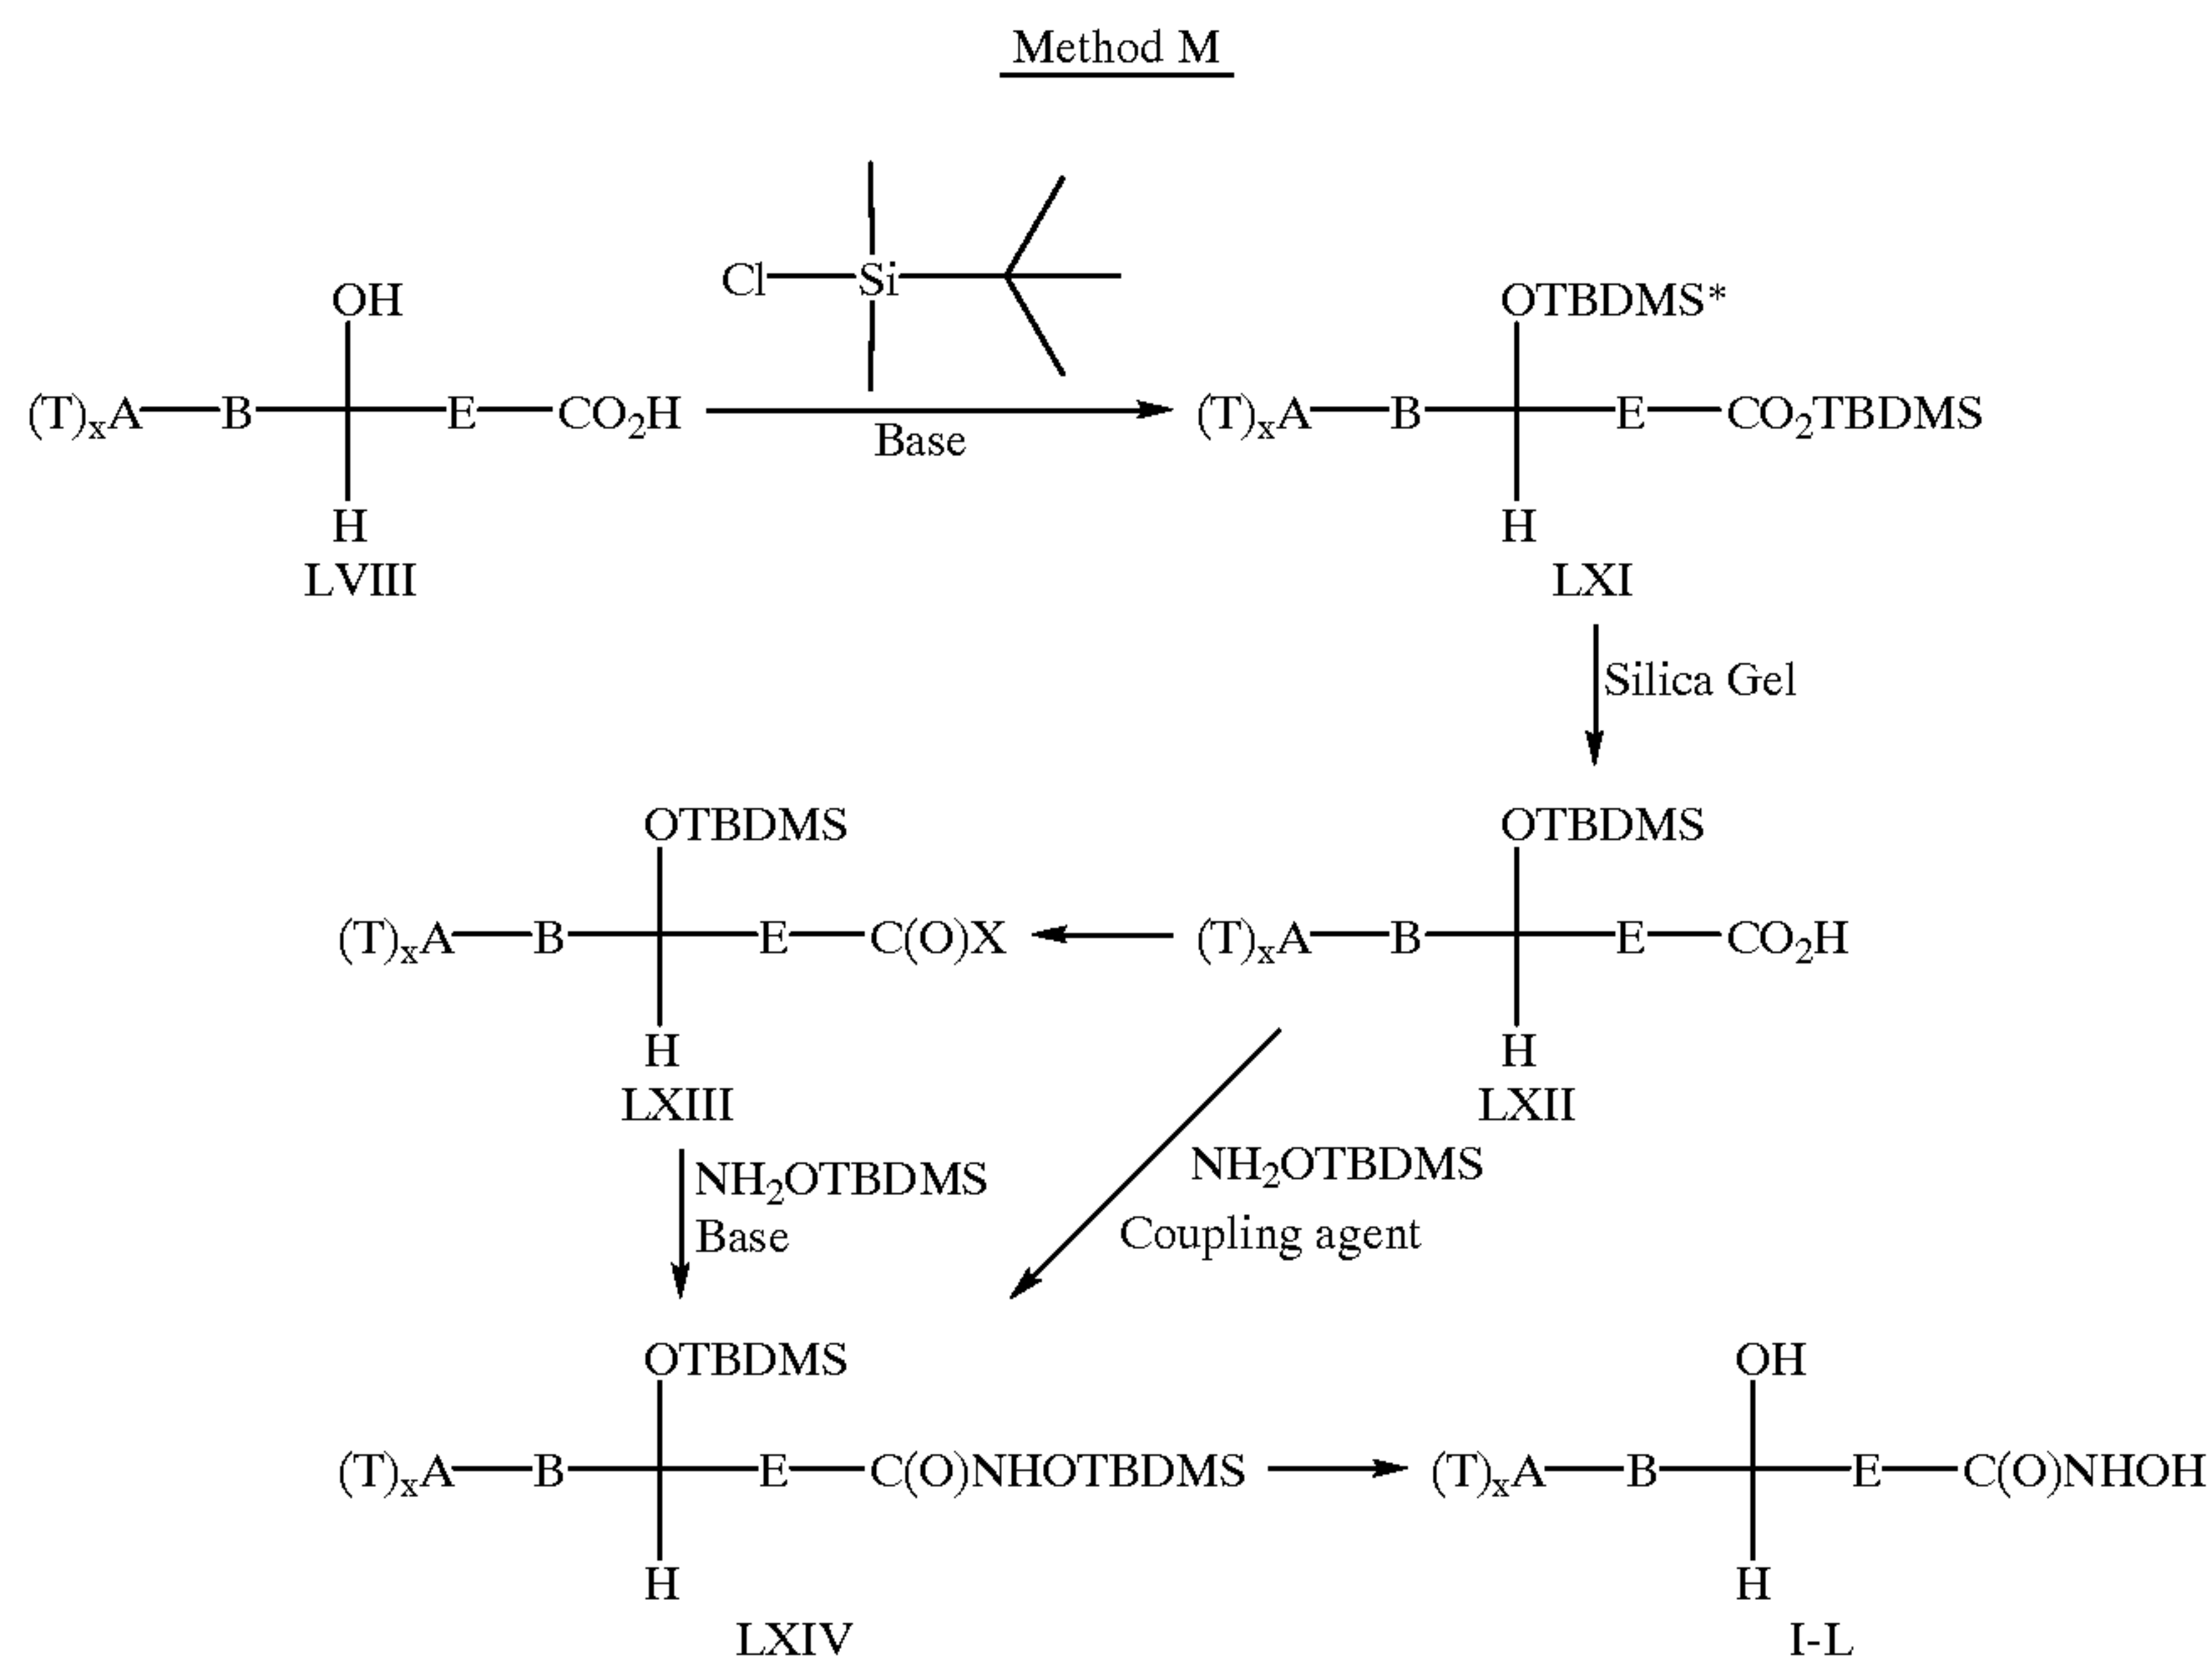 Method M
Cl Si
OH OTBDMS*
(T)ₓA B E CO₂H (T)ₓA B E CO₂TBDMS
Base
H H
LVIII LXI
Silica Gel
OTBDMS OTBDMS
(T)ₓA B E C(O)X (T)ₓA B E CO₂H
H H
LXIII LXII
NH₂OTBDMS NH₂OTBDMS
Base Coupling agent
OTBDMS OH
(T)ₓA B E C(O)NHOTBDMS (T)ₓA B E C(O)NHOH
H H
LXIV I-L